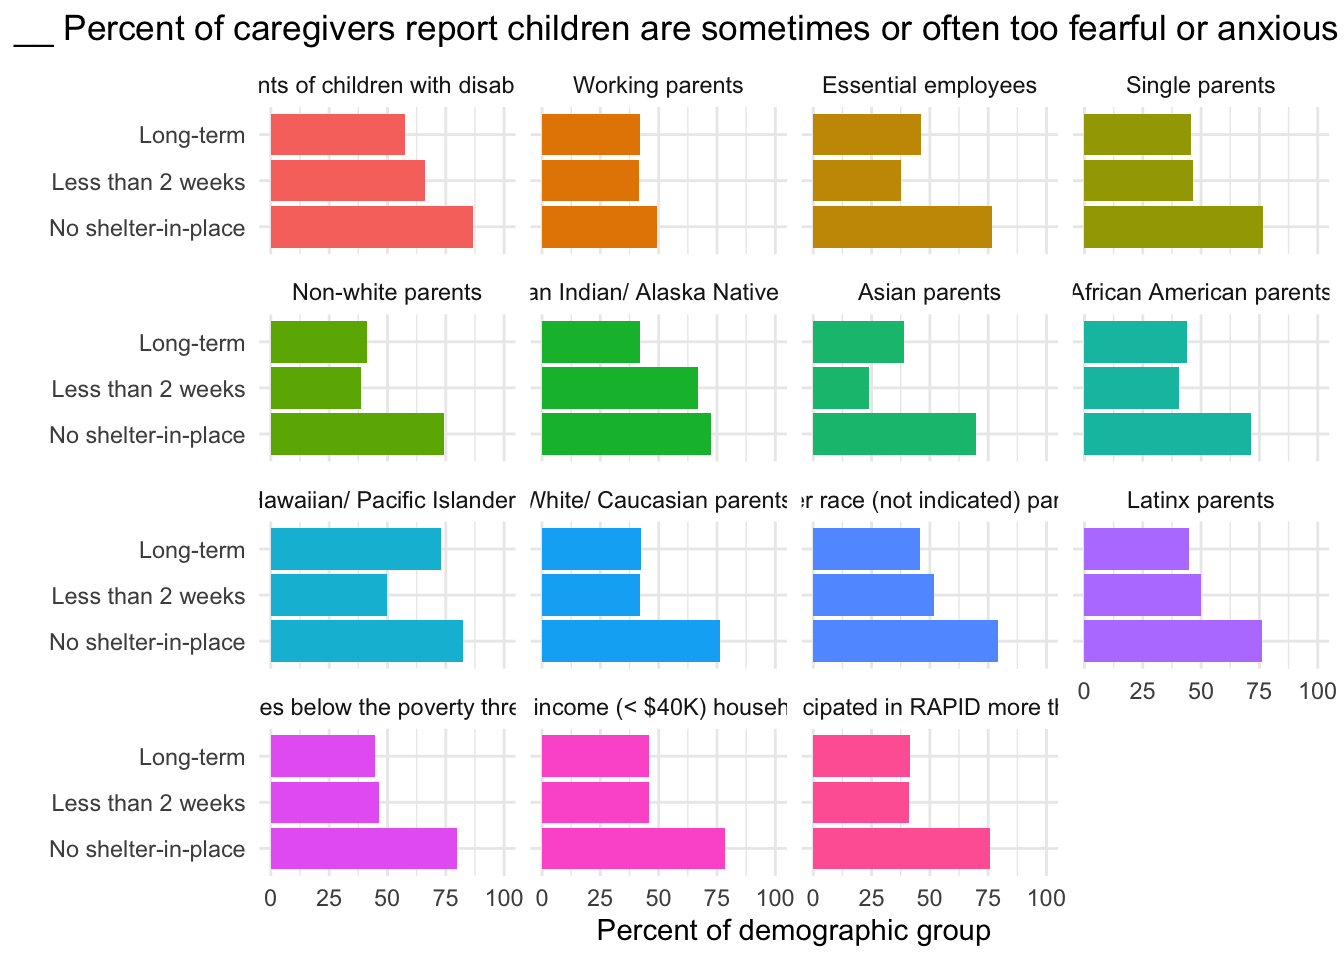 __ Percent of caregivers report children are sometimes or often too fearful or anxious
nts of children with disab
Working parents
Essential employees
Single parents
Long-term
Less than 2 weeks
No shelter-in-place
Non-white parents
an Indian/ Alaska Native
Asian parents
African American parents
Long-term
Less than 2 weeks
No shelter-in-place
Hawaiian/ Pacific Islander
White/ Caucasian parents
er race (not indicated) par
Latinx parents
Long-term
Less than 2 weeks
No shelter-in-place
0 25 50 75 100
es below the poverty thre
income (< $40K) househ
cipated in RAPID more th
Long-term
Less than 2 weeks
No shelter-in-place
0 25 50 75 100
0 25 50 75 100
0 25 50 75 100
Percent of demographic group